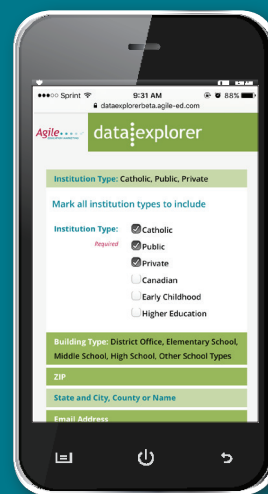 Sprint 9:31 AM 88%
dataexplorerbeta.agile-ed.com
Agile data explorer
Institution Type: Catholic, Public, Private
Mark all institution types to include
Institution Type: Catholic
Required Public
Private
Canadian
Early Childhood
Higher Education
Building Type: District Office, Elementary School,
Middle School, High School, Other School Types
ZIP
State and City, County or Name
Email Address